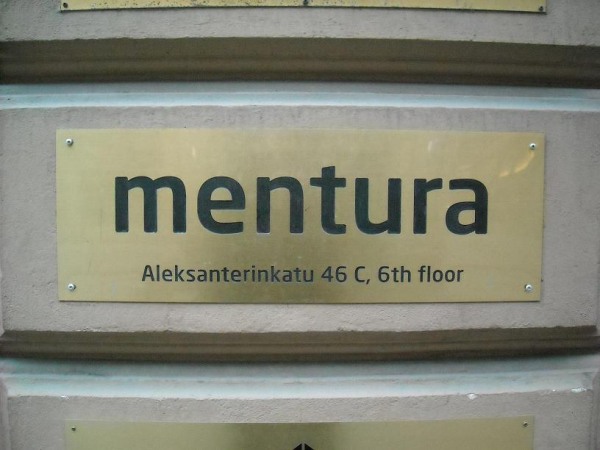 mentura
Aleksanterinkatu 46 C, 6th floor